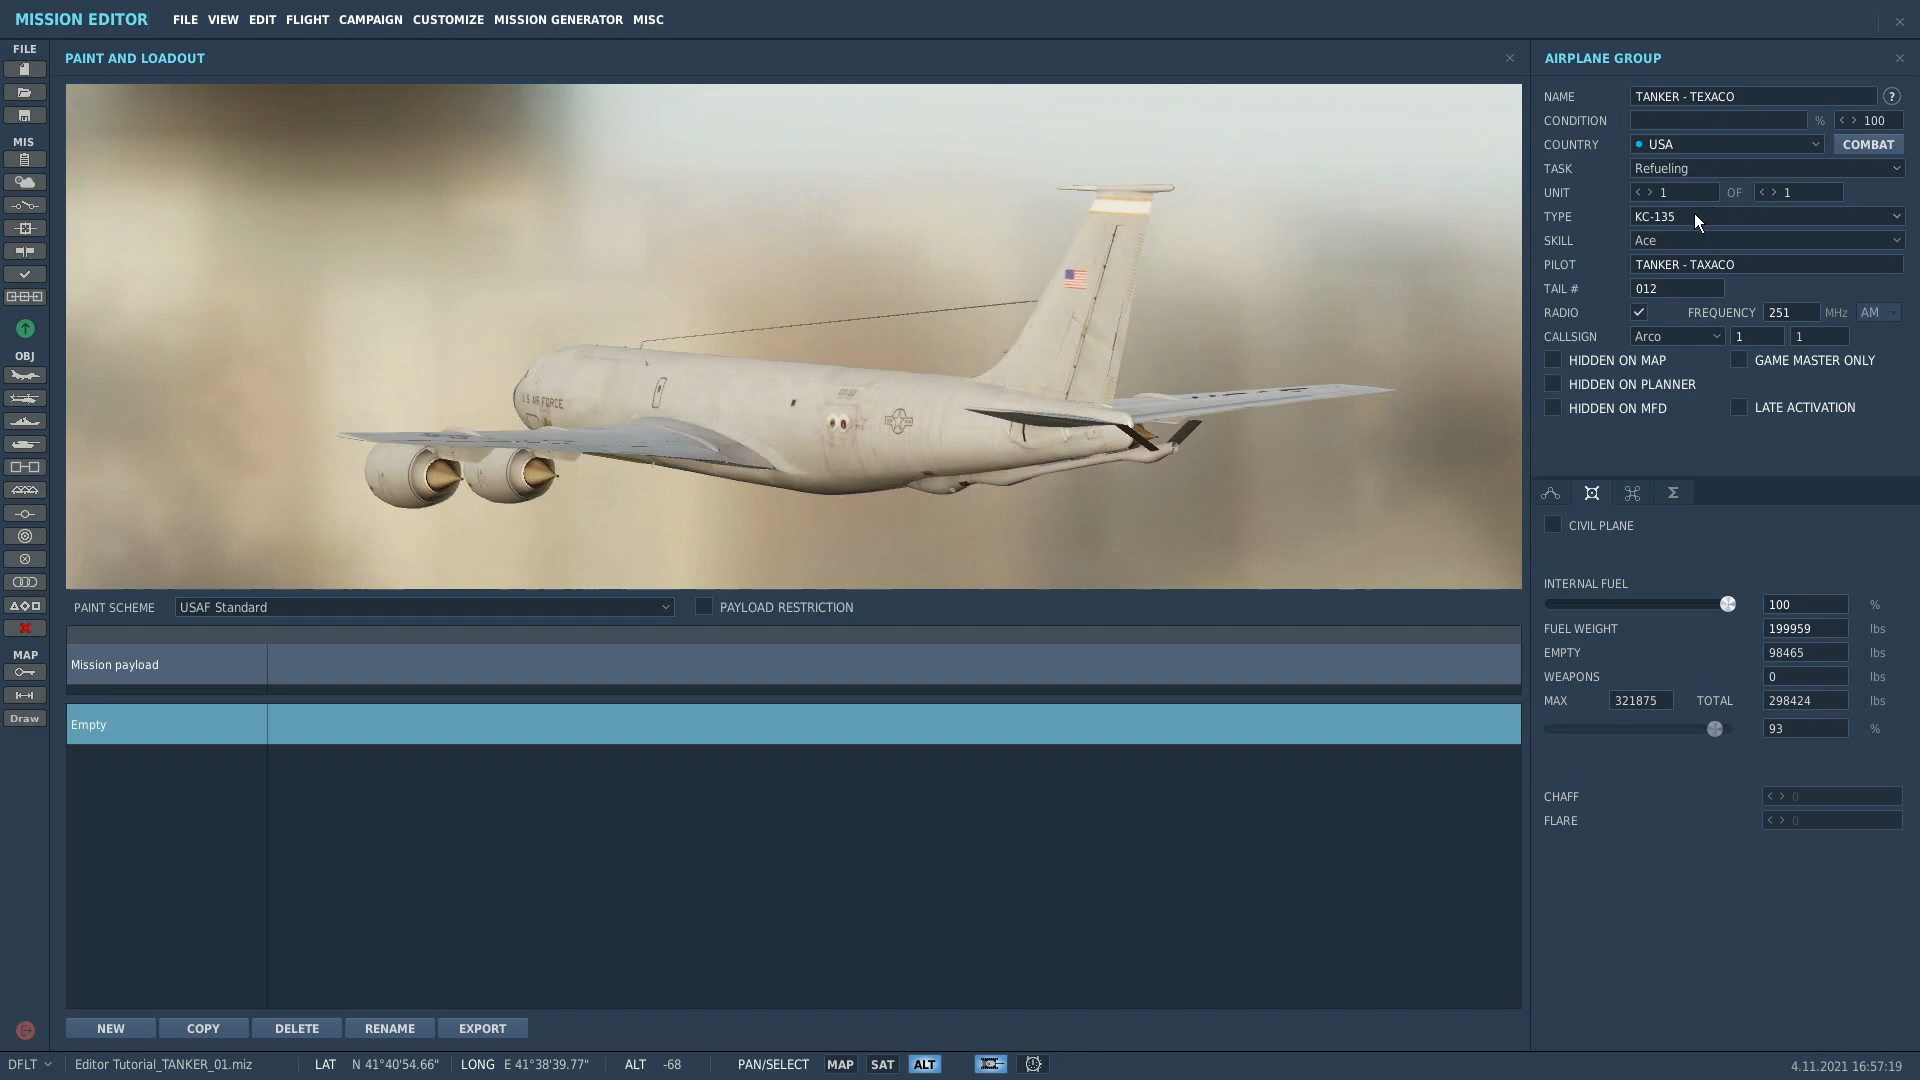 MISSION EDITOR FILE VIEW EDIT FLIGHT CAMPAIGN CUSTOMIZE MISSION GENERATOR MISC
FILE
MIS
OBJ
MAP
Draw
PAINT AND LOADOUT
U.S. AIR FORCE
PAINT SCHEME USAF Standard PAYLOAD RESTRICTION
Mission payload
Empty
NEW COPY DELETE RENAME EXPORT
AIRPLANE GROUP
NAME TANKER - TEXACO ?
CONDITION % < > 100
COUNTRY USA COMBAT
TASK Refueling
UNIT < > 1 OF < > 1
TYPE KC-135
SKILL Ace
PILOT TANKER - TAXACO
TAIL # 012
RADIO FREQUENCY 251 MHz AM
CALLSIGN Arco 1 1
HIDDEN ON MAP GAME MASTER ONLY
HIDDEN ON PLANNER
HIDDEN ON MFD LATE ACTIVATION
Σ
CIVIL PLANE
INTERNAL FUEL
100 %
FUEL WEIGHT 199959 lbs
EMPTY 98465 lbs
WEAPONS 0 lbs
MAX 321875 TOTAL 298424 lbs
93 %
CHAFF < > 0
FLARE < > 0
DFLT Editor Tutorial_TANKER_01.miz LAT N 41°40'54.66" LONG E 41°38'39.77" ALT -68 PAN/SELECT MAP SAT ALT 4.11.2021 16:57:19